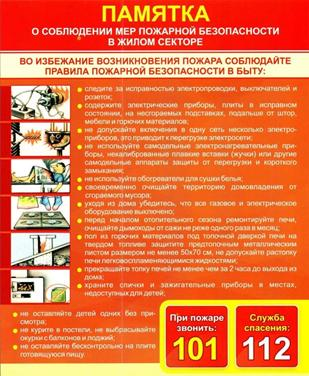 ПАМЯТКА
О СОБЛЮДЕНИИ МЕР ПОЖАРНОЙ БЕЗОПАСНОСТИ
В ЖИЛОМ СЕКТОРЕ
ВО ИЗБЕЖАНИЕ ВОЗНИКНОВЕНИЯ ПОЖАРА СОБЛЮДАЙТЕ
ПРАВИЛА ПОЖАРНОЙ БЕЗОПАСНОСТИ В БЫТУ:
• следите за исправностью электропроводки, выключателей и
розеток;
• содержите электрические приборы, плиты в исправном
состоянии, на несгораемых подставках, подальше от штор,
мебели и горючих материалов;
• не допускайте включения в одну сеть несколько электро-
приборов, это приводит к перегрузке электросети;
• не используйте самодельные электронагревательные при-
боры, некалиброванные плавкие вставки (жучки) или другие
самодельные аппараты защиты от перегрузки и короткого
замыкания;
• не используйте обогреватели для сушки белья;
• своевременно очищайте территорию домовладения от
сгораемого мусора;
• уходя из дома убедитесь, что все газовое и электрическое
оборудование выключено;
• перед началом отопительного сезона ремонтируйте печи,
очищайте дымоходы от сажи не реже одного раза в месяц;
• пол из горючих материалов под топочной дверкой печи на
твердом топливе защитите предтопочным металлическим
листом размером не менее 50х70 см, не допускайте растопку
печи легковоспламеняющимися жидкостями;
• прекращайте топку печей не менее чем за 2 часа до выхода из
дома;
• храните спички и зажигательные приборы в местах,
недоступных для детей;
• не оставляйте детей одних без при-
смотра;
• не курите в постели, не выбрасывайте
окурки с балконов и лоджий;
• не оставляйте бесконтрольно на плите
готовящуюся пищу.
При пожаре
звонить:
101
Служба
спасения:
112